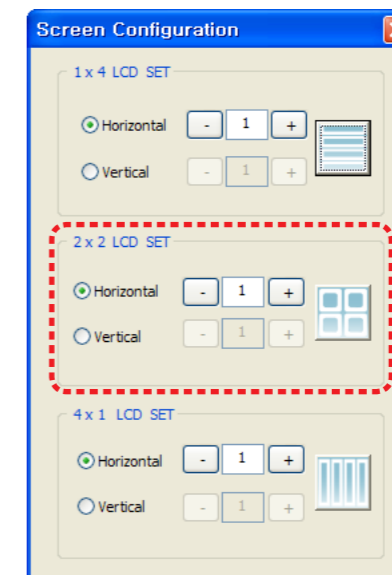 Screen Configuration
1 x 4 LCD SET
Horizontal - 1 +
Vertical - 1 +
2 x 2 LCD SET
Horizontal - 1 +
Vertical - 1 +
4 x 1 LCD SET
Horizontal - 1 +
Vertical - 1 +